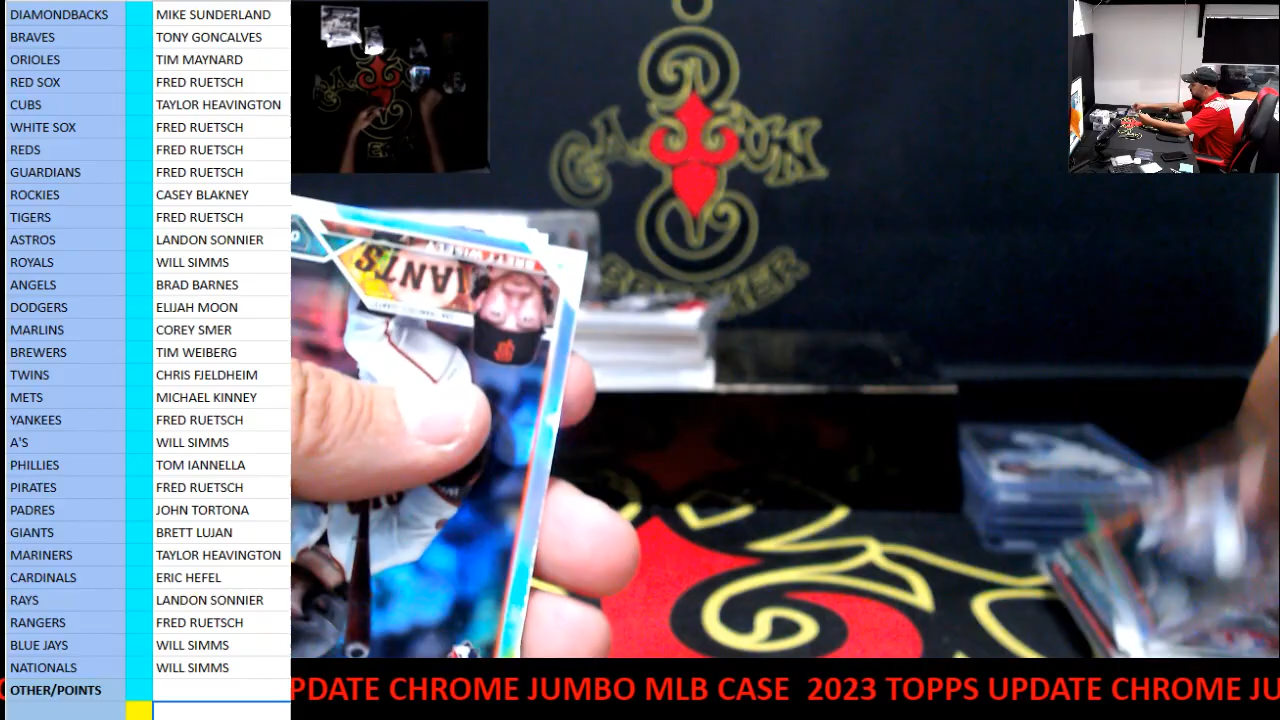 DIAMONDBACKS MIKE SUNDERLAND
BRAVES TONY GONCALVES
ORIOLES TIM MAYNARD
RED SOX FRED RUETSCH
CUBS TAYLOR HEAVINGTON
WHITE SOX FRED RUETSCH
REDS FRED RUETSCH
GUARDIANS FRED RUETSCH
ROCKIES CASEY BLAKNEY
TIGERS FRED RUETSCH
ASTROS LANDON SONNIER
ROYALS WILL SIMMS
ANGELS BRAD BARNES
DODGERS ELIJAH MOON
MARLINS COREY SMER
BREWERS TIM WEIBERG
TWINS CHRIS FJELDHEIM
METS MICHAEL KINNEY
YANKEES FRED RUETSCH
A'S WILL SIMMS
PHILLIES TOM IANNELLA
PIRATES FRED RUETSCH
PADRES JOHN TORTONA
GIANTS BRETT LUJAN
MARINERS TAYLOR HEAVINGTON
CARDINALS ERIC HEFEL
RAYS LANDON SONNIER
RANGERS FRED RUETSCH
BLUE JAYS WILL SIMMS
NATIONALS WILL SIMMS
OTHER/POINTS
BRETT WISELY
IANTS
PDATE CHROME JUMBO MLB CASE 2023 TOPPS UPDATE CHROME JU